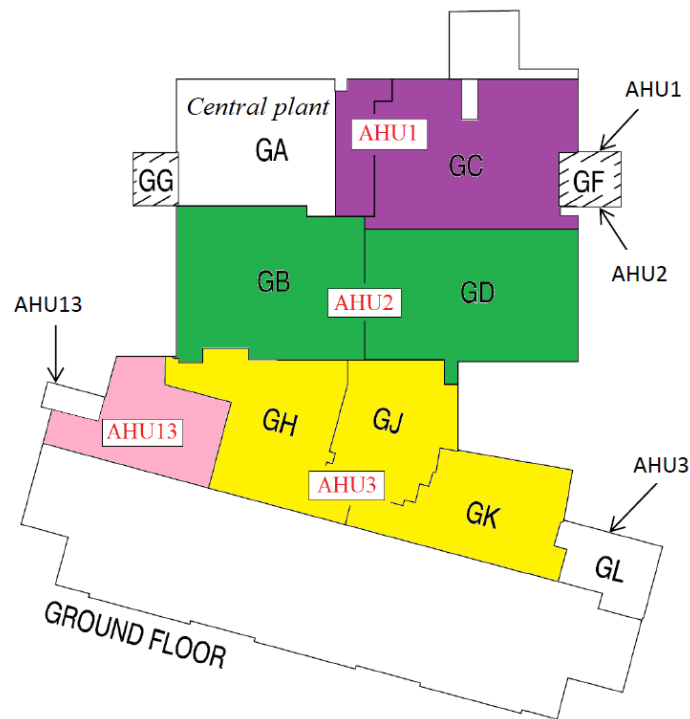 AHU1
Central plant
AHU1
GA
GC
GG
GF
AHU2
GB
GD
AHU2
AHU13
AHU13
GH
GJ
AHU3
AHU3
GK
GL
GROUND FLOOR